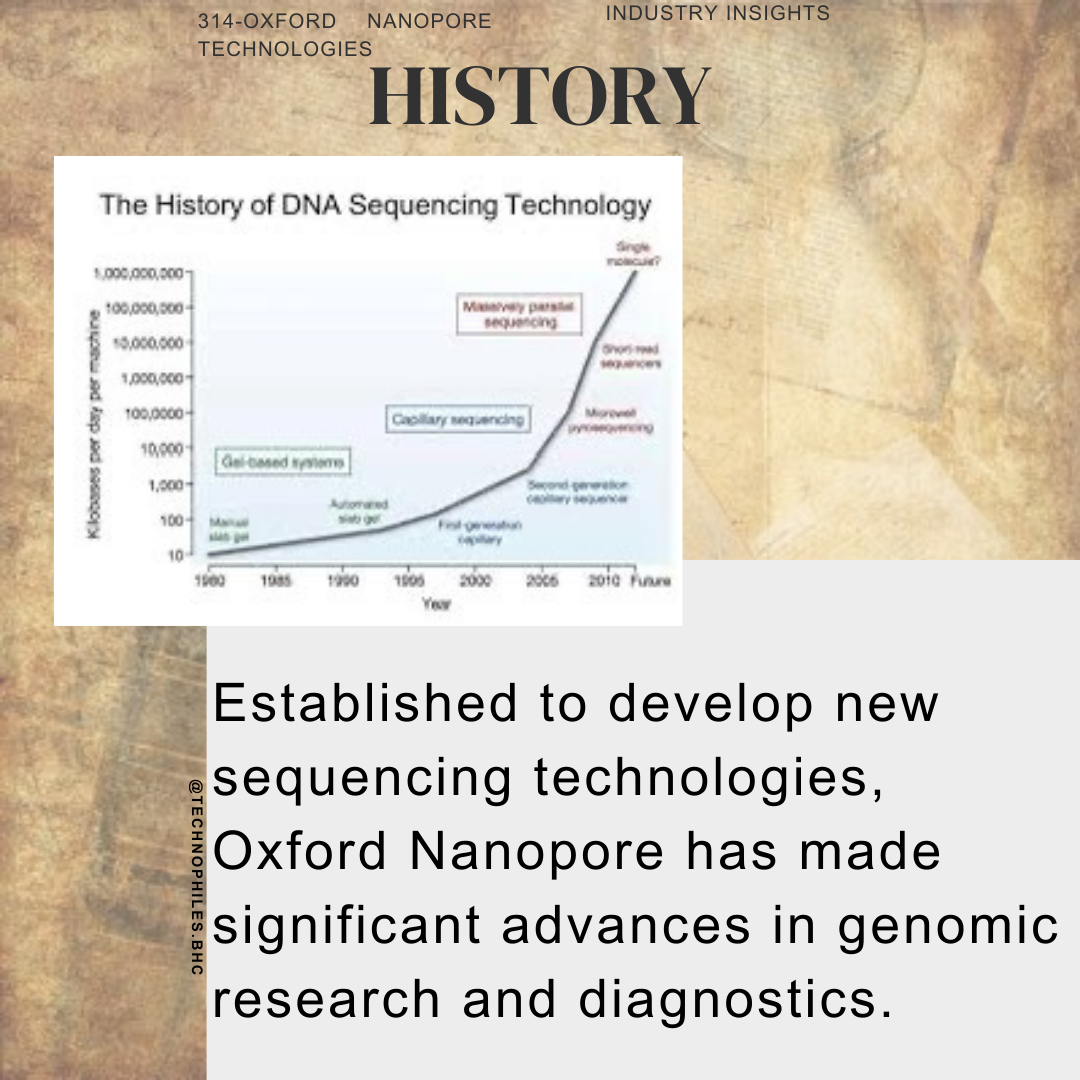 314-OXFORD NANOPORE
TECHNOLOGIES
INDUSTRY INSIGHTS
HISTORY
The History of DNA Sequencing Technology
Single
molecule?
1,000,000,000
100,000,000
10,000,000
1,000,000
100,0000
10,000
1,000
100
10
Kilobases per day per machine
Massively parallel
sequencing
Short-read
sequencers
Capillary sequencing
Microwell
pyrosequencing
Gel-based systems
Second-generation
capillary sequencer
Automated
slab gel
Manual
slab gel
First-generation
capillary
1980 1985 1990 1995 2000 2005 2010 Future
Year
Established to develop new
sequencing technologies,
Oxford Nanopore has made
significant advances in genomic
research and diagnostics.
@TECHNOPHILES.BHC